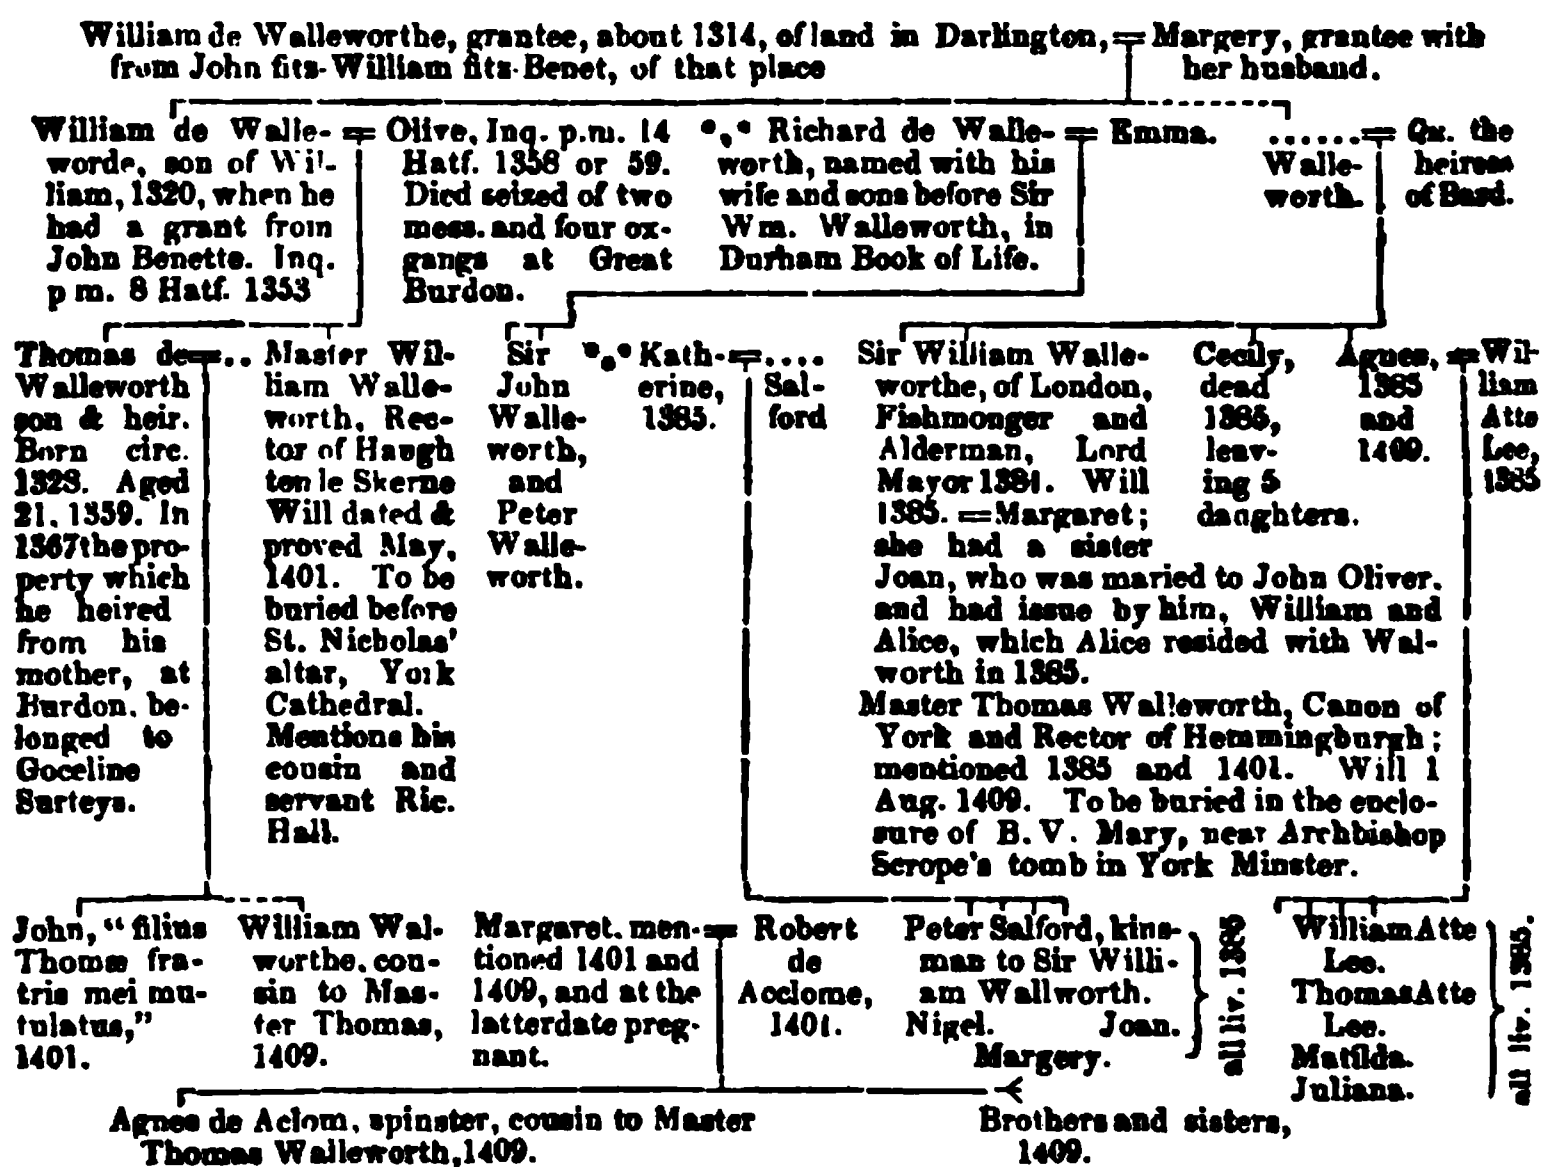 William de Walleworthe, grantee, about 1314, of land in Darlington, = Margery, grantee with
from John fitz-William fitz-Benet, of that place
her husband.
William de Walle-
worde, son of Wil-
liam, 1320, when he
had a grant from
John Benette. Inq.
p m. 8 Hatf. 1353
= Olive, Inq. p.m. 14
Hatf. 1358 or 59.
Died seized of two
mess. and four ox-
gangs at Great
Burdon.
Richard de Walle-
worth, named with his
wife and sons before Sir
Wm. Walleworth, in
Durham Book of Life.
= Emma.
......
Walle-
worth.
= Qu. the
heiress
of Bard.
Thomas de
Walleworth
son & heir.
Born circ.
1328. Aged
21, 1359. In
1367 the pro-
perty which
he heired
from his
mother, at
Burdon, be-
longed to
Goceline
Surteys.
= ..
Master Wil-
liam Walle-
worth, Rec-
tor of Haugh
ton le Skerne
Will dated &
proved May,
1401. To be
buried before
St. Nicholas'
altar, York
Cathedral.
Mentions his
cousin and
servant Ric.
Hall.
Sir
John
Walle-
worth,
and
Peter
Walle-
worth.
Kath-
erine,
1385.
= ....
Sal-
ford
Sir William Walle-
worthe, of London,
Fishmonger and
Alderman, Lord
Mayor 1381. Will
1385. = Margaret;
she had a sister
Joan, who was maried to John Oliver.
and had issue by him, William and
Alice, which Alice resided with Wal-
worth in 1385.
Master Thomas Walleworth, Canon of
York and Rector of Hemmingburgh;
mentioned 1385 and 1401. Will 1
Aug. 1409. To be buried in the enclo-
sure of B. V. Mary, near Archbishop
Scrope's tomb in York Minster.
Cecily,
dead
1385,
leav-
ing 5
daughters.
Agnes,
1385
and
1409.
= Wil-
liam
Atte
Lee,
1385
John, "filius
Thomæ fra-
tris mei mu-
tulatus,"
1401.
William Wal-
worthe, cou-
sin to Mas-
ter Thomas,
1409.
Margaret, men-
tioned 1401 and
1409, and at the
latter date preg-
nant.
= Robert
de
Acclome,
1401.
Peter Salford, kins-
man to Sir Willi-
am Wallworth.
Nigel. Joan.
Margery.
all liv. 1385
William Atte
Lee.
Thomas Atte
Lee.
Matilda.
Juliana.
all liv. 1385.
Agnes de Aclom, spinster, cousin to Master
Thomas Walleworth, 1409.
Brothers and sisters,
1409.